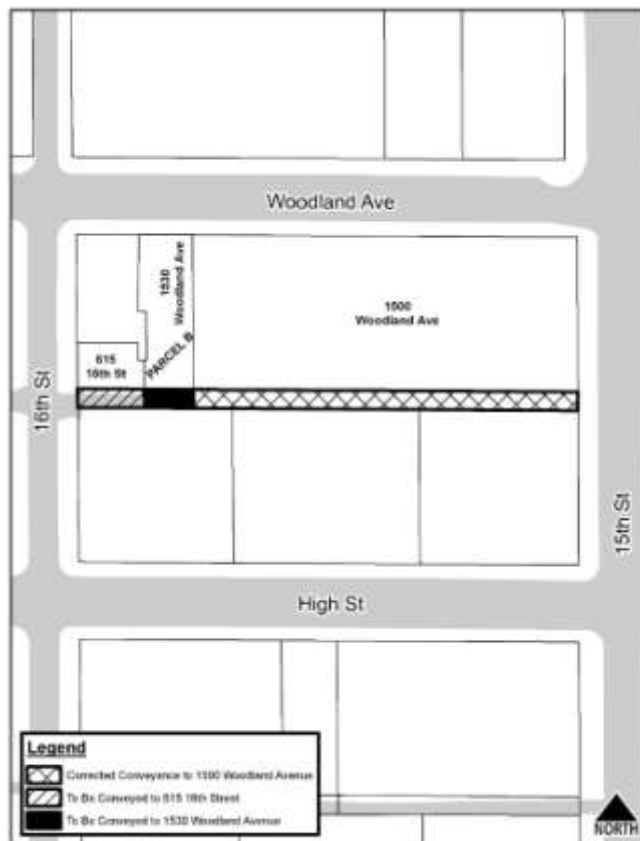 Woodland Ave
1530
Woodland Ave
1500
Woodland Ave
615
16th St
PARCEL B
16th St
15th St
High St
Legend
Corrected Conveyance to 1500 Woodland Avenue
To Be Conveyed to 615 16th Street
To Be Conveyed to 1530 Woodland Avenue
NORTH